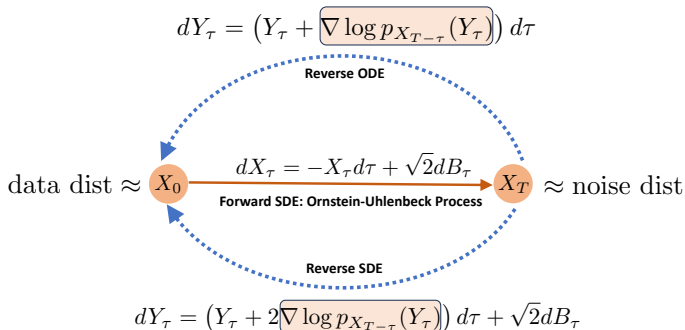 dY_τ = (Y_τ + ∇ log p_{X_{T−τ}}(Y_τ)) dτ
Reverse ODE
dX_τ = −X_τ dτ + √2 dB_τ
data dist ≈ X_0 X_T ≈ noise dist
Forward SDE: Ornstein-Uhlenbeck Process
Reverse SDE
dY_τ = (Y_τ + 2∇ log p_{X_{T−τ}}(Y_τ)) dτ + √2 dB_τ